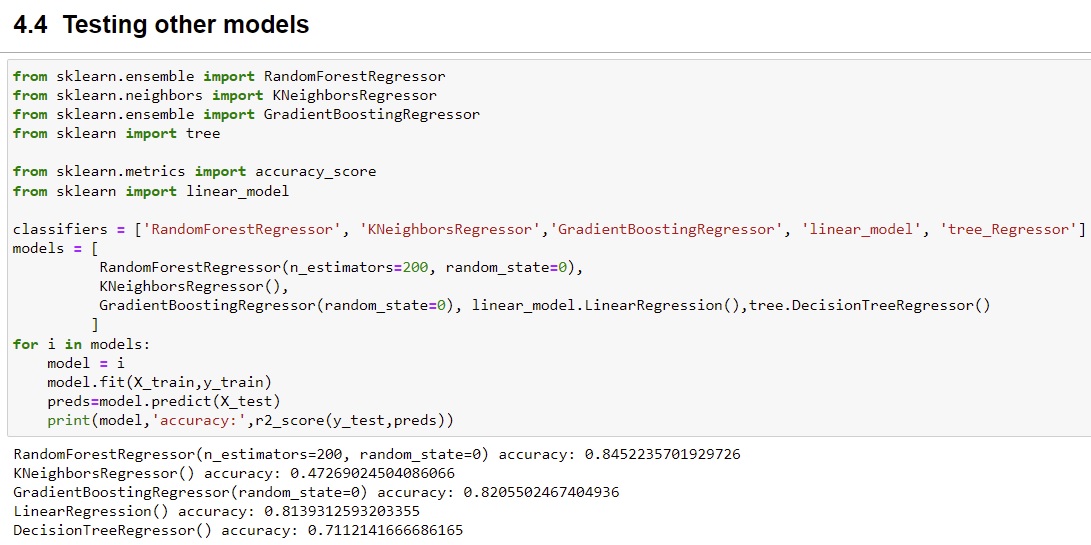 4.4 Testing other models
from sklearn.ensemble import RandomForestRegressor
from sklearn.neighbors import KNeighborsRegressor
from sklearn.ensemble import GradientBoostingRegressor
from sklearn import tree
from sklearn.metrics import accuracy_score
from sklearn import linear_model
classifiers = ['RandomForestRegressor', 'KNeighborsRegressor','GradientBoostingRegressor', 'linear_model', 'tree_Regressor']
models = [
RandomForestRegressor(n_estimators=200, random_state=0),
KNeighborsRegressor(),
GradientBoostingRegressor(random_state=0), linear_model.LinearRegression(),tree.DecisionTreeRegressor()
]
for i in models:
model = i
model.fit(X_train,y_train)
preds=model.predict(X_test)
print(model,'accuracy:',r2_score(y_test,preds))
RandomForestRegressor(n_estimators=200, random_state=0) accuracy: 0.8452235701929726
KNeighborsRegressor() accuracy: 0.47269024504086066
GradientBoostingRegressor(random_state=0) accuracy: 0.8205502467404936
LinearRegression() accuracy: 0.8139312593203355
DecisionTreeRegressor() accuracy: 0.7112141666686165